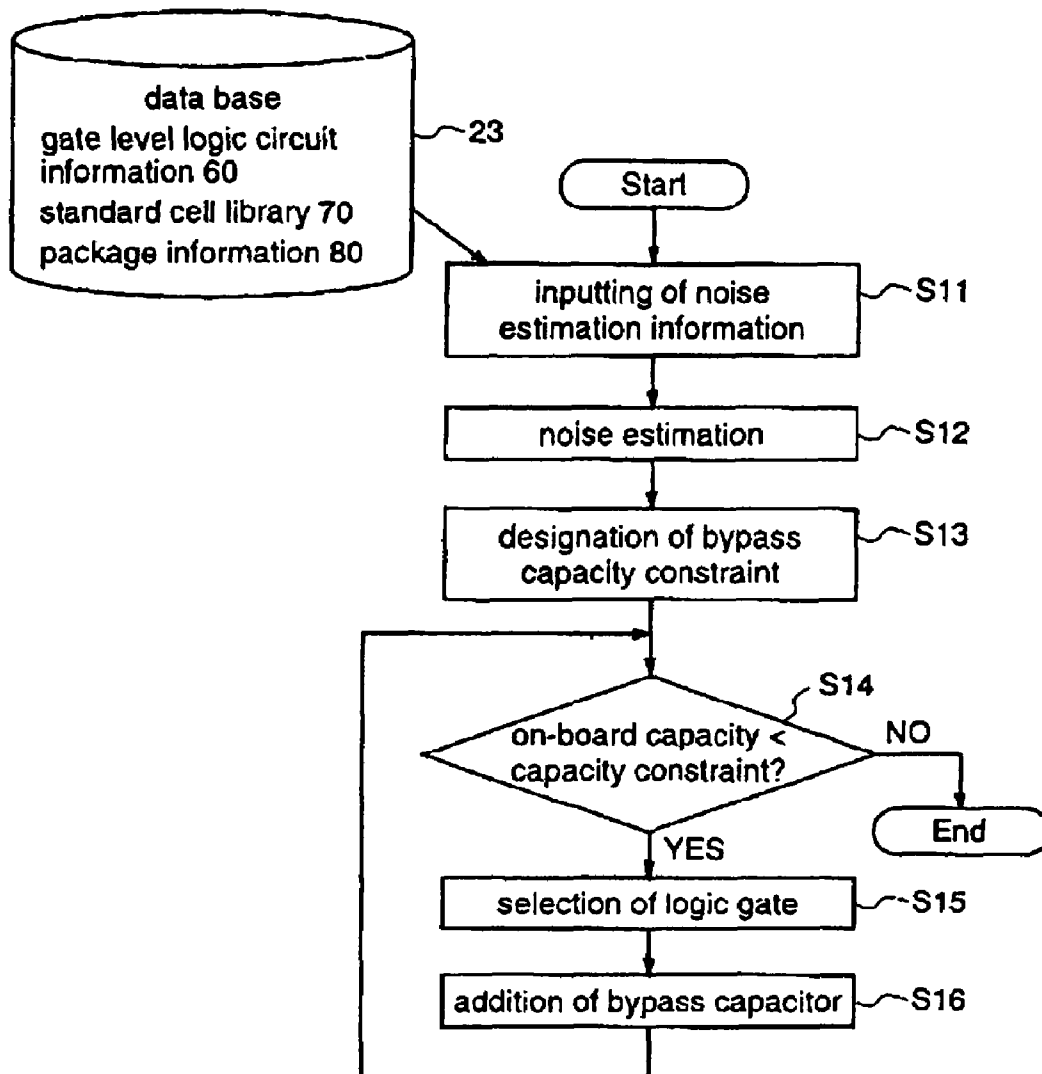 data base
gate level logic circuit
information 60
standard cell library 70
package information 80
23
Start
inputting of noise
estimation information
S11
noise estimation
S12
designation of bypass
capacity constraint
S13
S14
on-board capacity <
capacity constraint?
NO
End
YES
selection of logic gate
S15
addition of bypass capacitor
S16